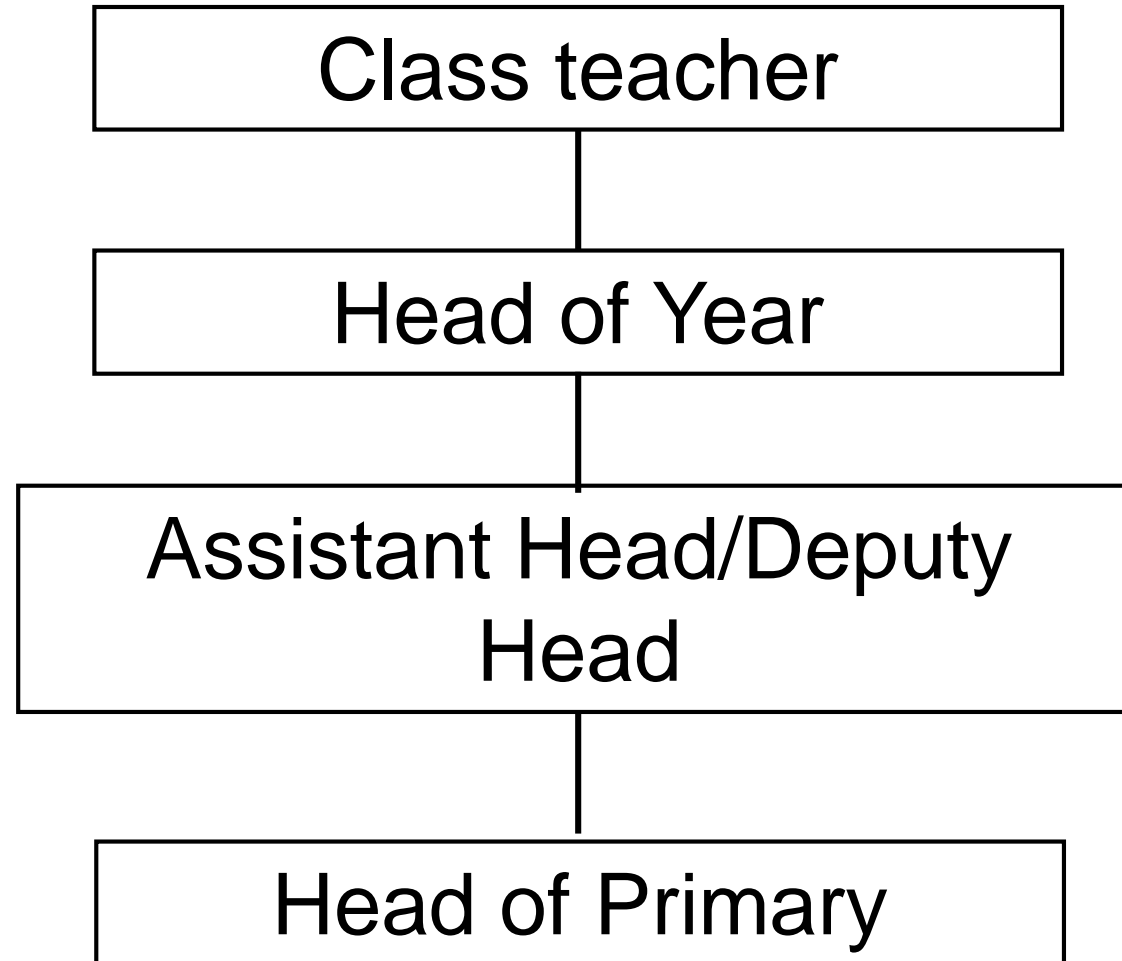 Class teacher
Head of Year
Assistant Head/Deputy
Head
Head of Primary